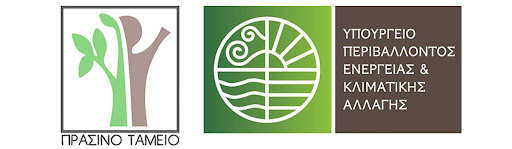 ΠΡΑΣΙΝΟ ΤΑΜΕΙΟ
ΥΠΟΥΡΓΕΙΟ
ΠΕΡΙΒΑΛΛΟΝΤΟΣ
ΕΝΕΡΓΕΙΑΣ &
ΚΛΙΜΑΤΙΚΗΣ
ΑΛΛΑΓΗΣ